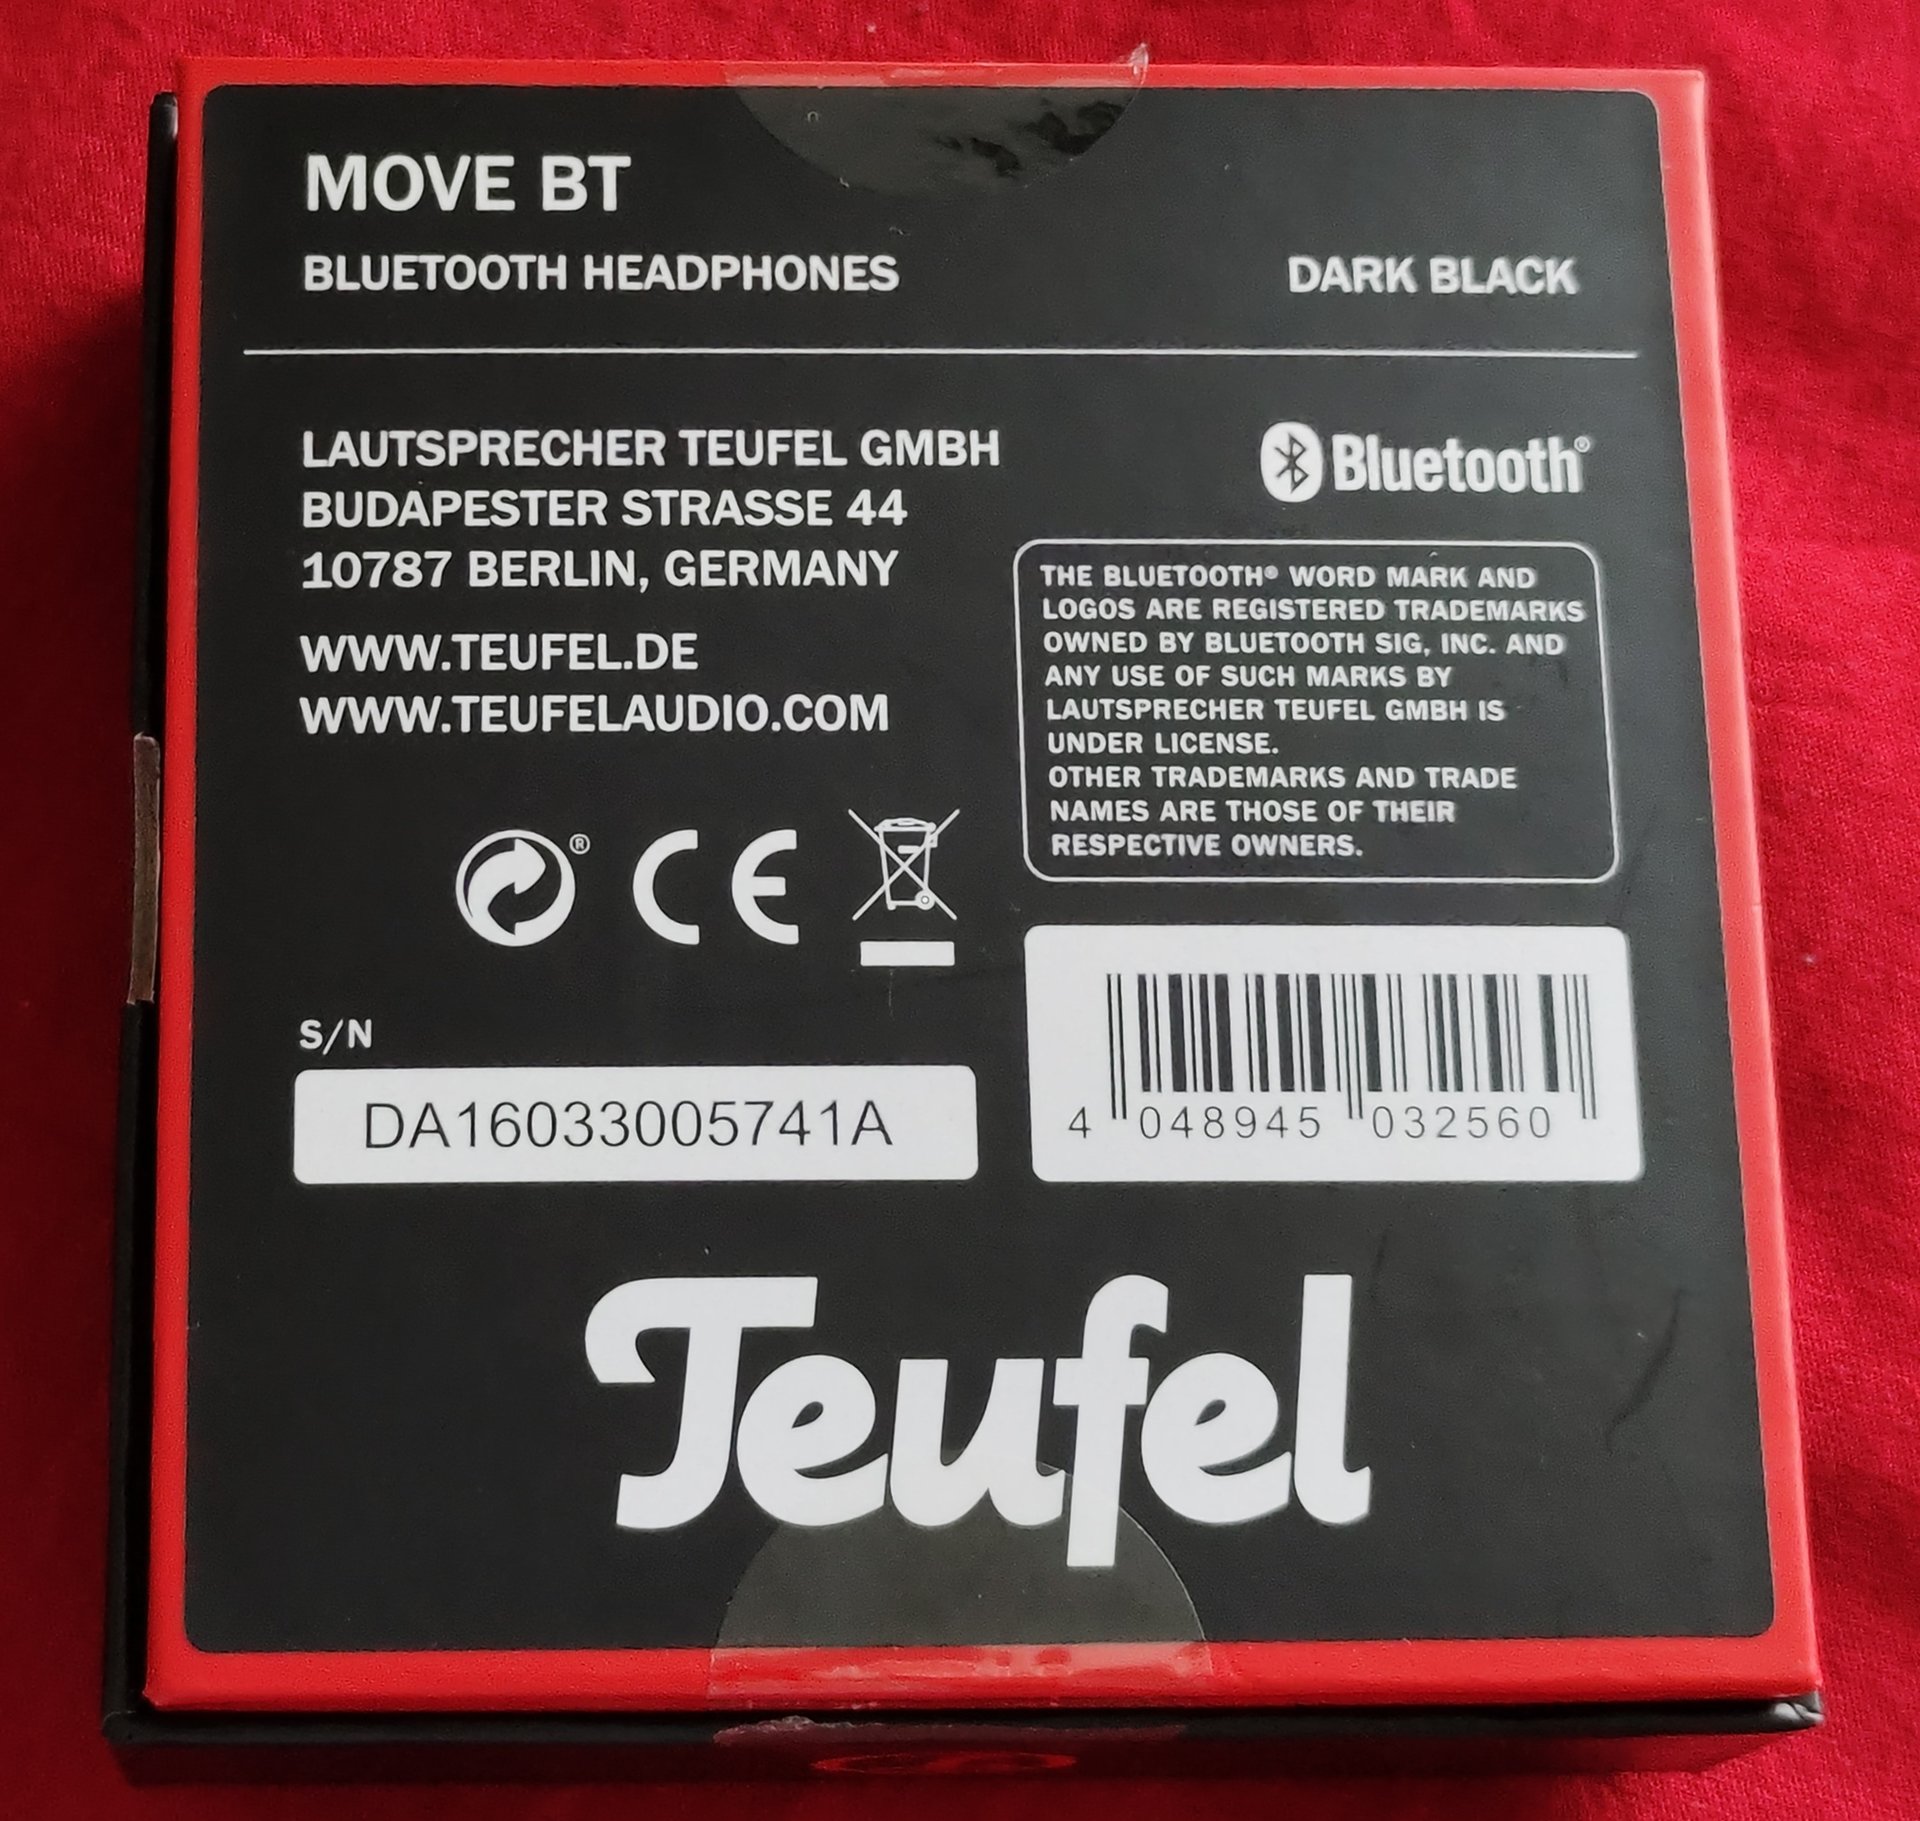 MOVE BT
BLUETOOTH HEADPHONES
DARK BLACK
LAUTSPRECHER TEUFEL GMBH
BUDAPESTER STRASSE 44
10787 BERLIN, GERMANY
WWW.TEUFEL.DE
WWW.TEUFELAUDIO.COM
Bluetooth®
THE BLUETOOTH® WORD MARK AND
LOGOS ARE REGISTERED TRADEMARKS
OWNED BY BLUETOOTH SIG, INC. AND
ANY USE OF SUCH MARKS BY
LAUTSPRECHER TEUFEL GMBH IS
UNDER LICENSE.
OTHER TRADEMARKS AND TRADE
NAMES ARE THOSE OF THEIR
RESPECTIVE OWNERS.
® CE
S/N
DA16033005741A
4 048945 032560
Teufel